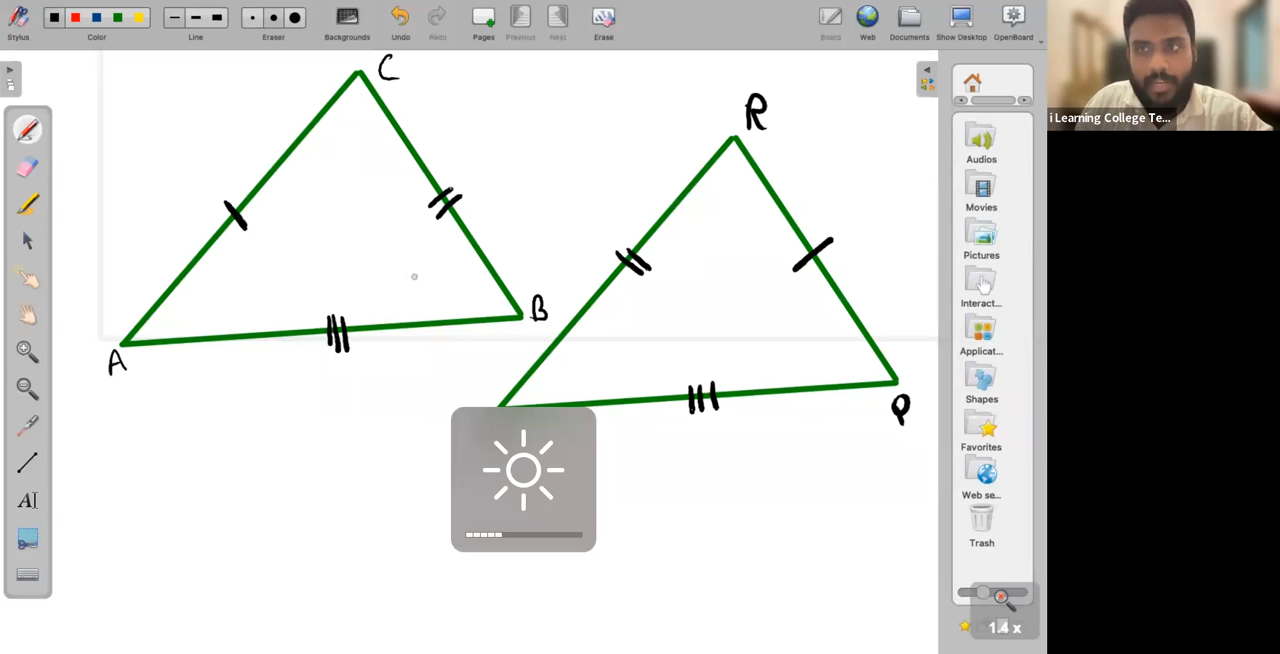 Stylus
Color
Line
Eraser
Backgrounds
Undo
Redo
Pages
Previous
Next
Erase
Board
Web
Documents
Show Desktop
OpenBoard
i Learning College Te...
C
R
B
A
Q
Audios
Movies
Pictures
Interact...
Applicat...
Shapes
Favorites
Web se...
Trash
1.4 x
AI